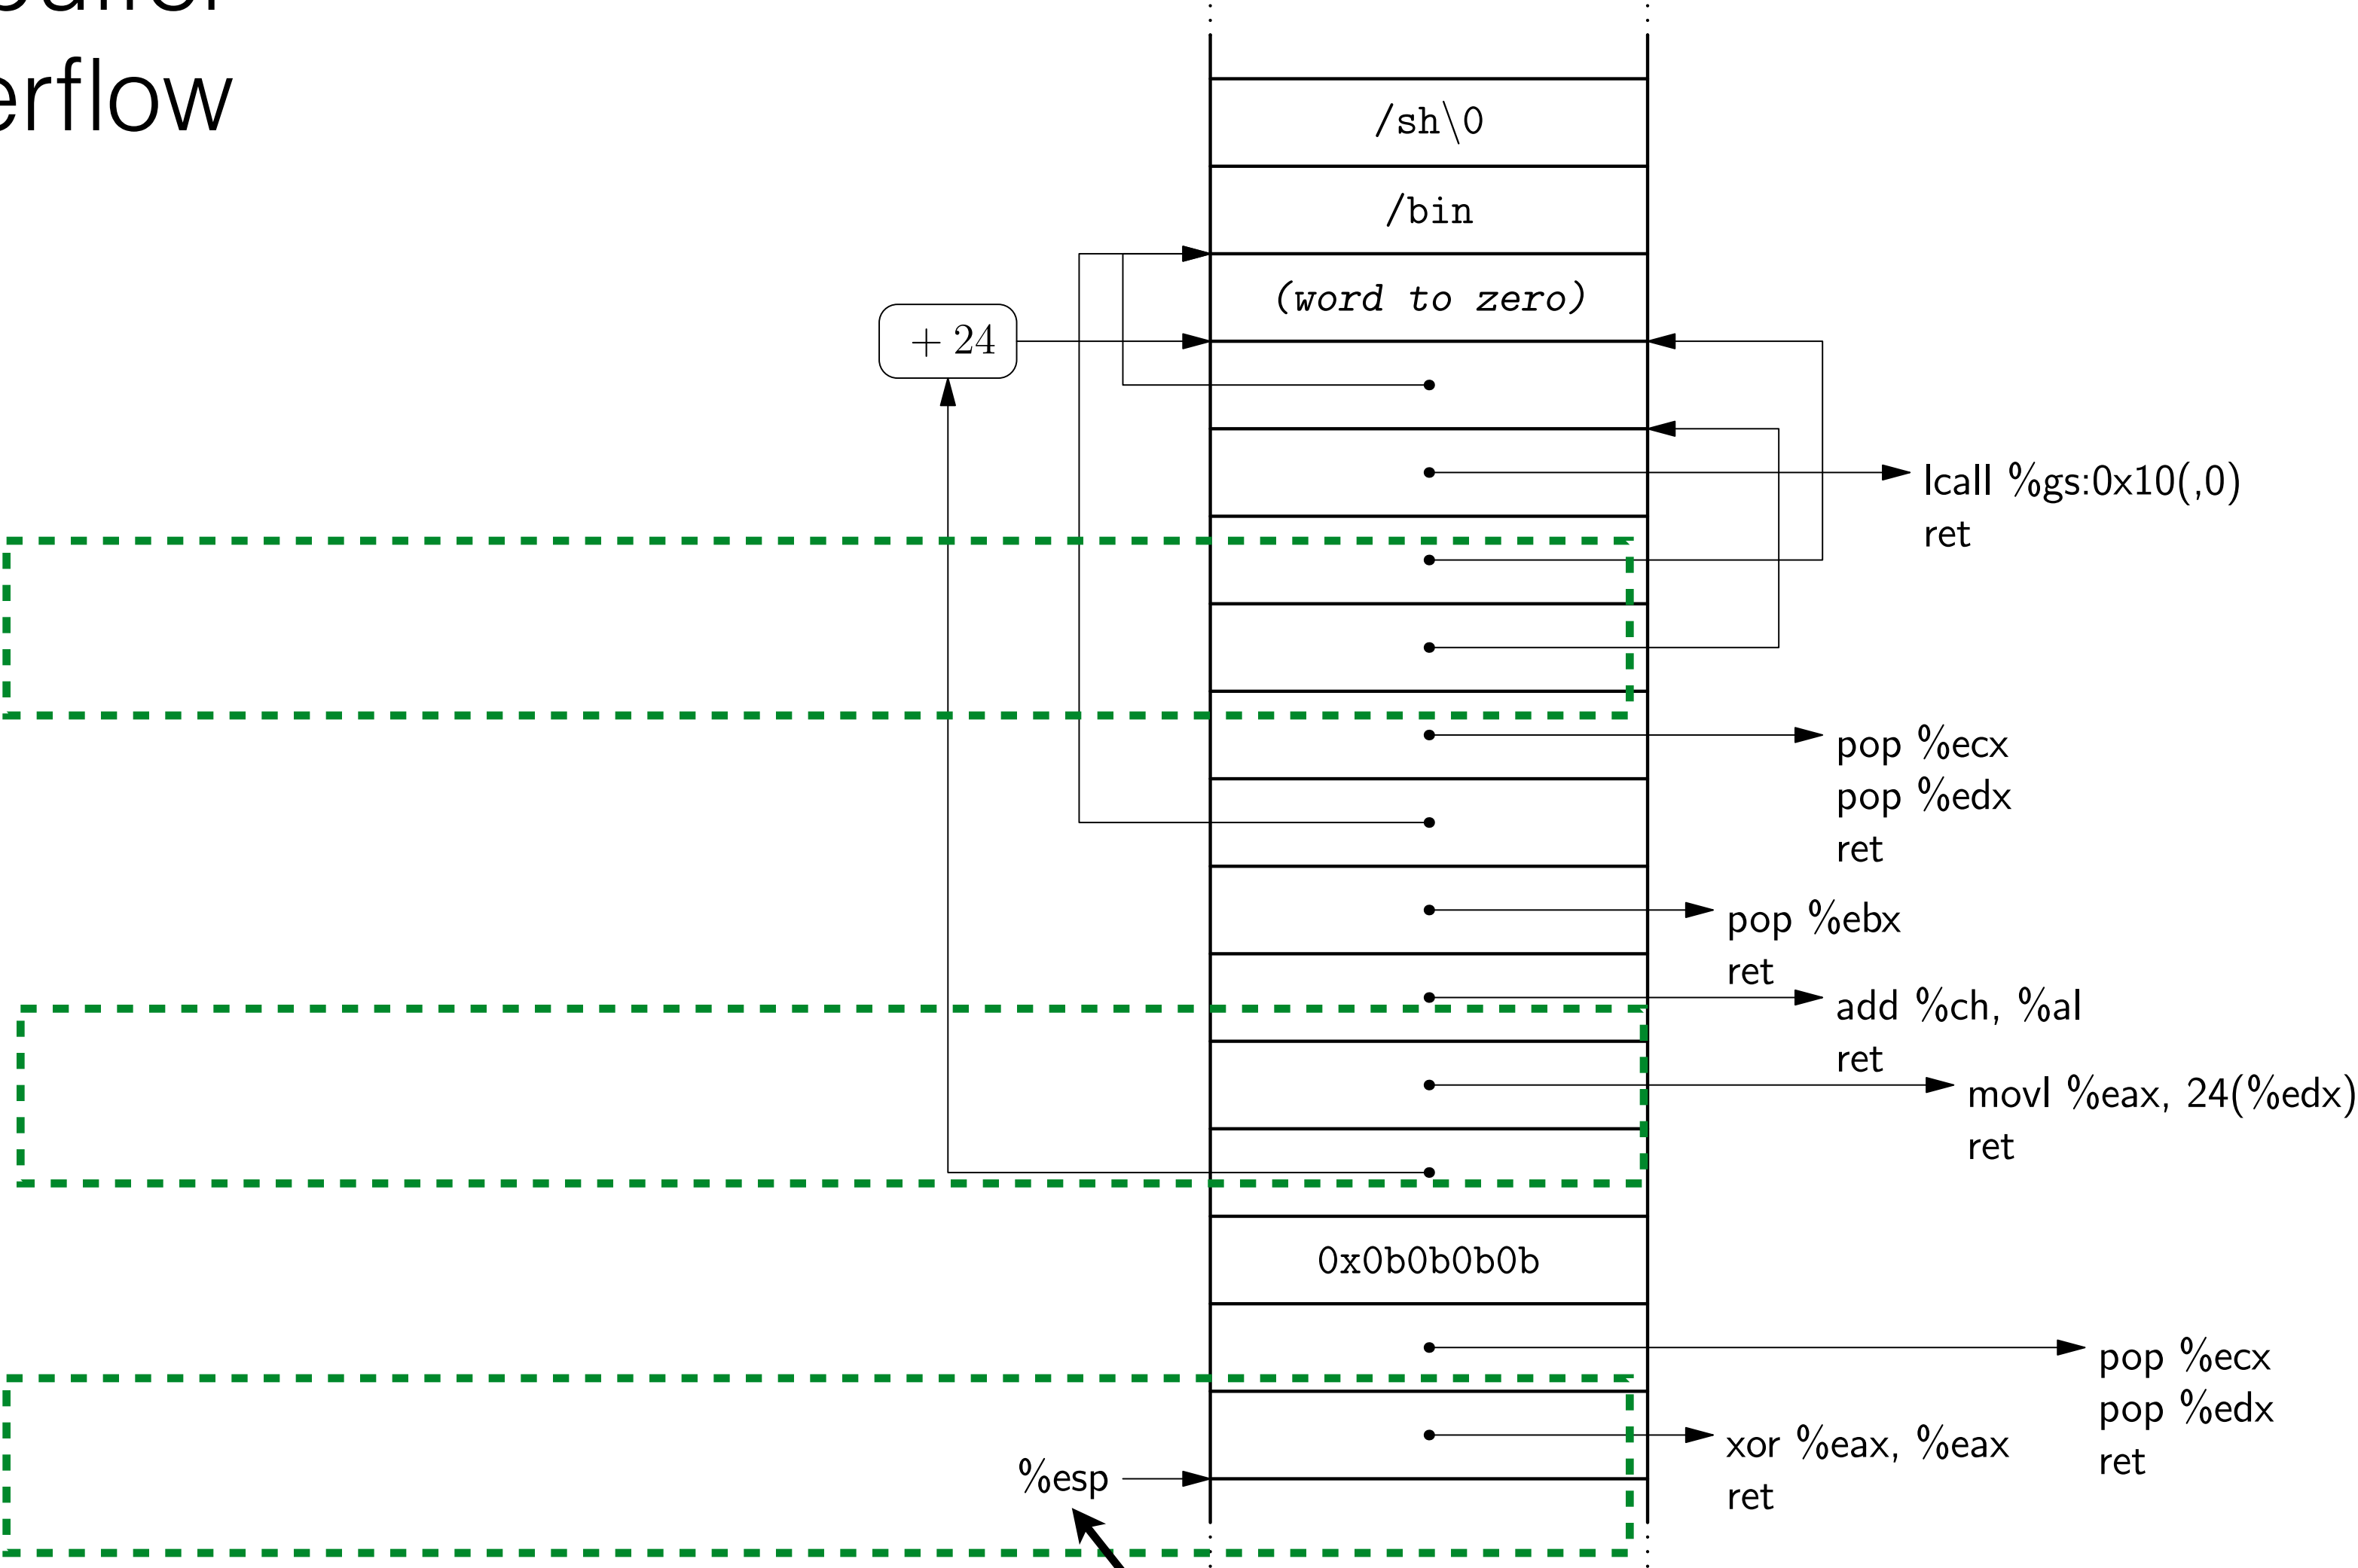 erflow
/sh\0
/bin
(word to zero)
+ 24
lcall %gs:0x10(,0)
ret
pop %ecx
pop %edx
ret
pop %ebx
ret
add %ch, %al
ret
movl %eax, 24(%edx)
ret
0x0b0b0b0b
pop %ecx
pop %edx
ret
xor %eax, %eax
ret
%esp